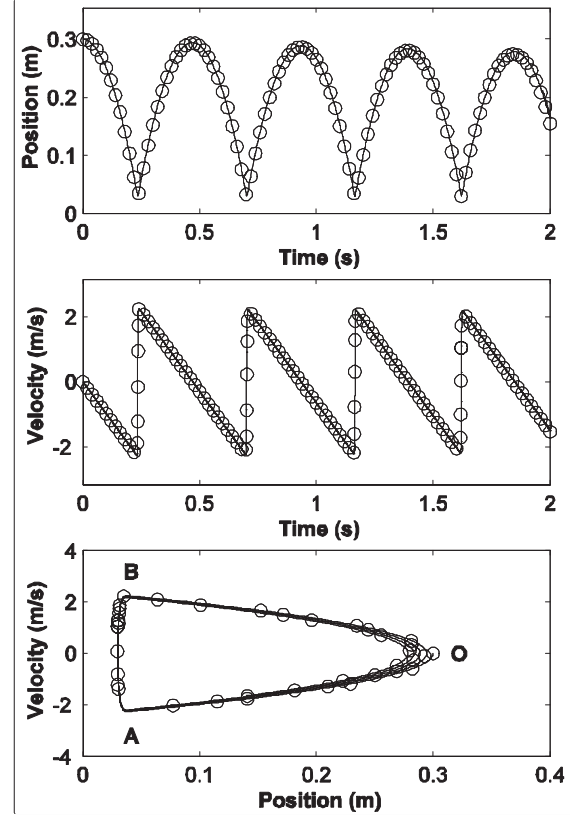 0.3
0.2
0.1
0
Position (m)
0 0.5 1 1.5 2
Time (s)
2
0
-2
Velocity (m/s)
0 0.5 1 1.5 2
Time (s)
4
2
0
-2
-4
Velocity (m/s)
B
O
A
0 0.1 0.2 0.3 0.4
Position (m)